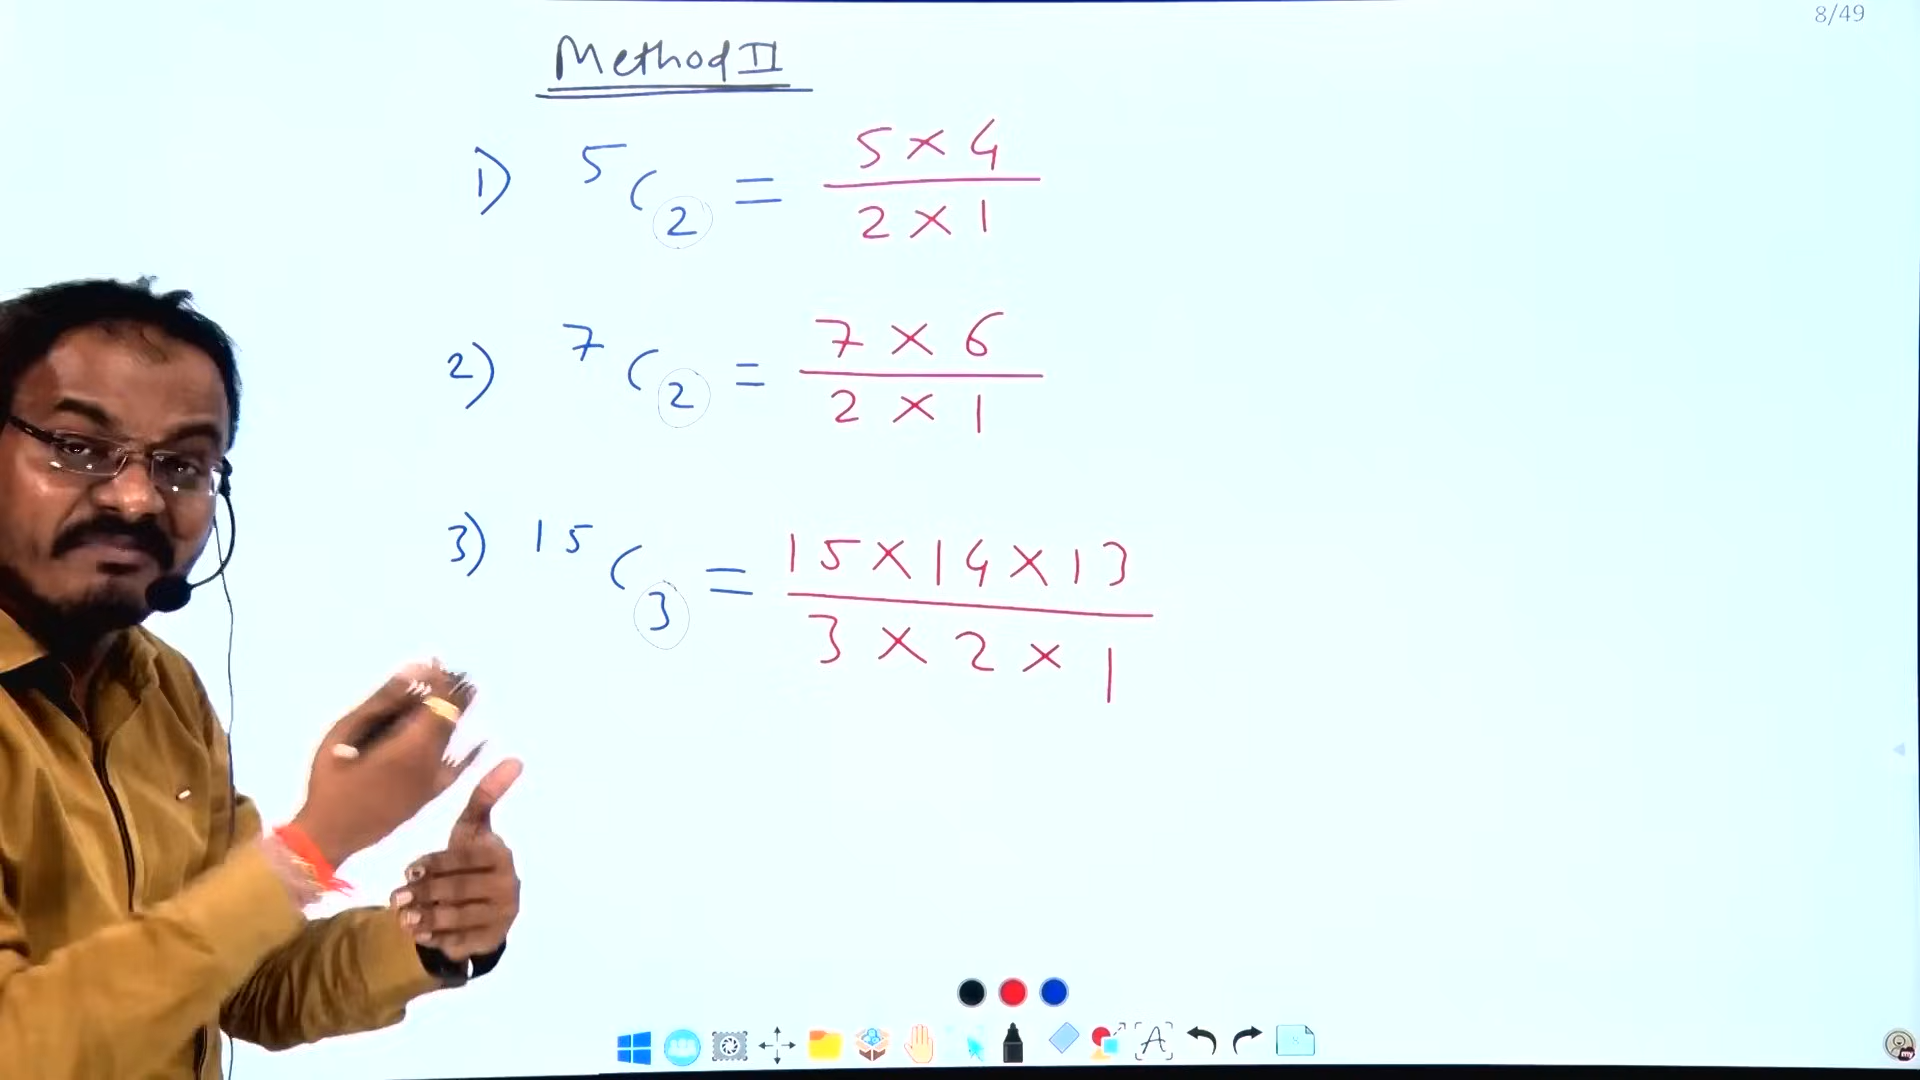 8/49
Method II
1) ⁵C₂ = (5 × 4) / (2 × 1)
2) ⁷C₂ = (7 × 6) / (2 × 1)
3) ¹⁵C₃ = (15 × 14 × 13) / (3 × 2 × 1)